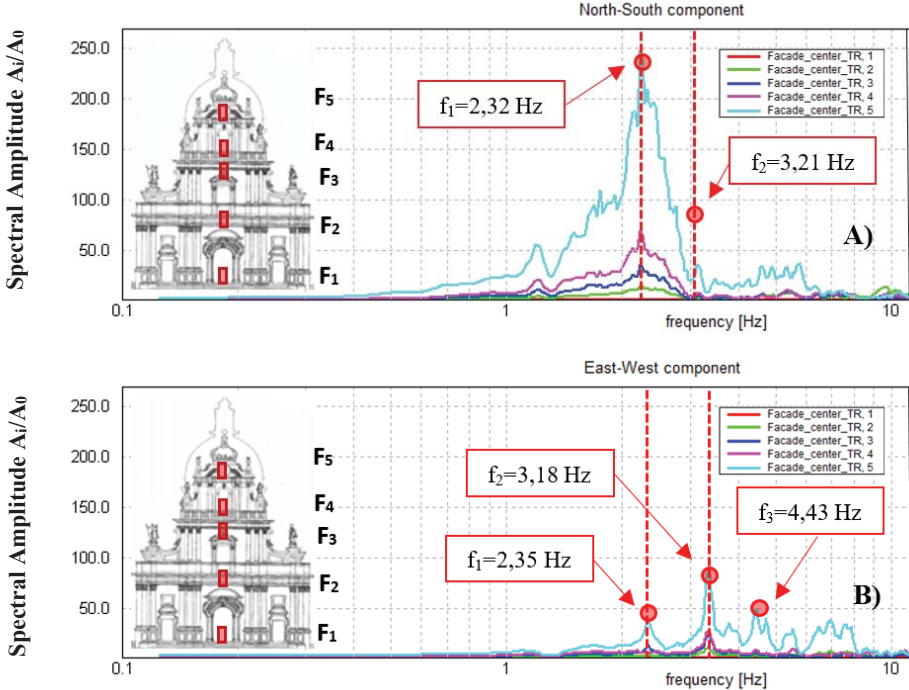 North-South component
Spectral Amplitude Ai/A0
250.0
200.0
150.0
100.0
50.0
F5
F4
F3
F2
F1
f1=2,32 Hz
f2=3,21 Hz
Facade_center_TR, 1
Facade_center_TR, 2
Facade_center_TR, 3
Facade_center_TR, 4
Facade_center_TR, 5
A)
0.1
1
10
frequency [Hz]
East-West component
Spectral Amplitude Ai/A0
250.0
200.0
150.0
100.0
50.0
F5
F4
F3
F2
F1
f1=2,35 Hz
f2=3,18 Hz
f3=4,43 Hz
Facade_center_TR, 1
Facade_center_TR, 2
Facade_center_TR, 3
Facade_center_TR, 4
Facade_center_TR, 5
B)
0.1
1
10
frequency [Hz]